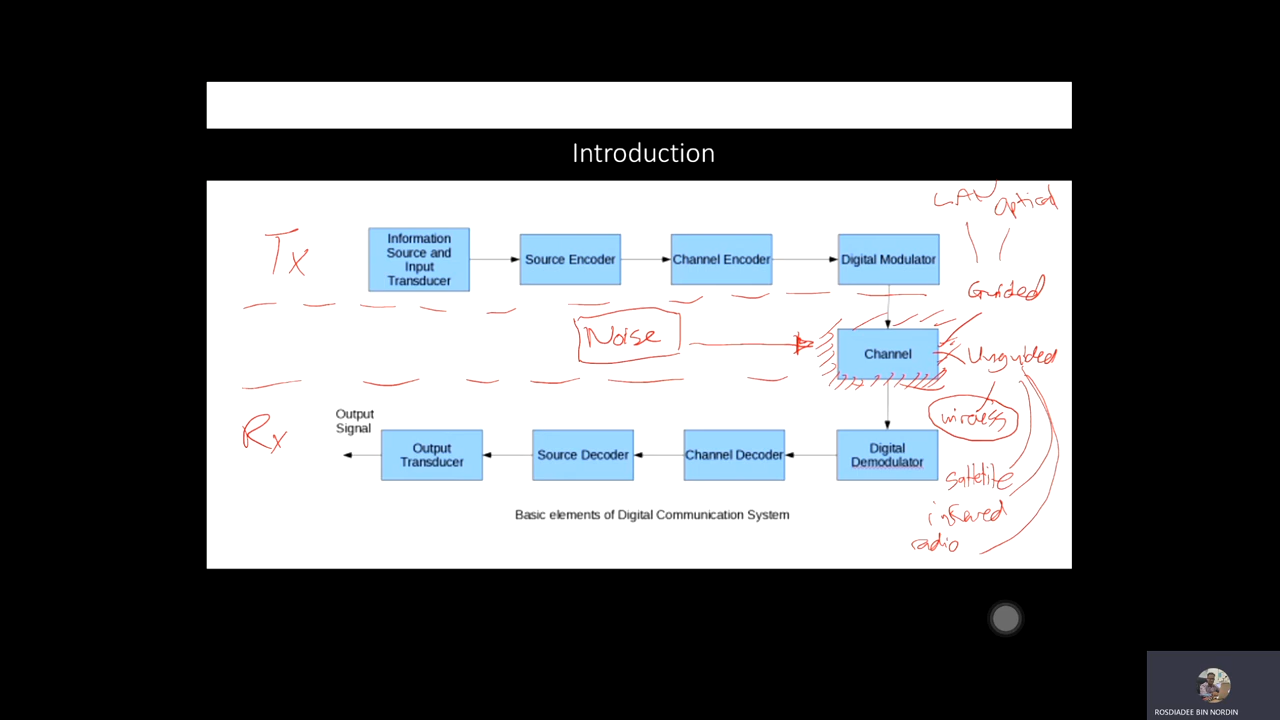 Introduction
LAN
Optical
Tx
Information
Source and
Input
Transducer
Source Encoder
Channel Encoder
Digital Modulator
Guided
Noise
Channel
Unguided
Rx
Output
Signal
wireless
Output
Transducer
Source Decoder
Channel Decoder
Digital
Demodulator
sattetite
infrared
radio
Basic elements of Digital Communication System
ROSDIADEE BIN NORDIN